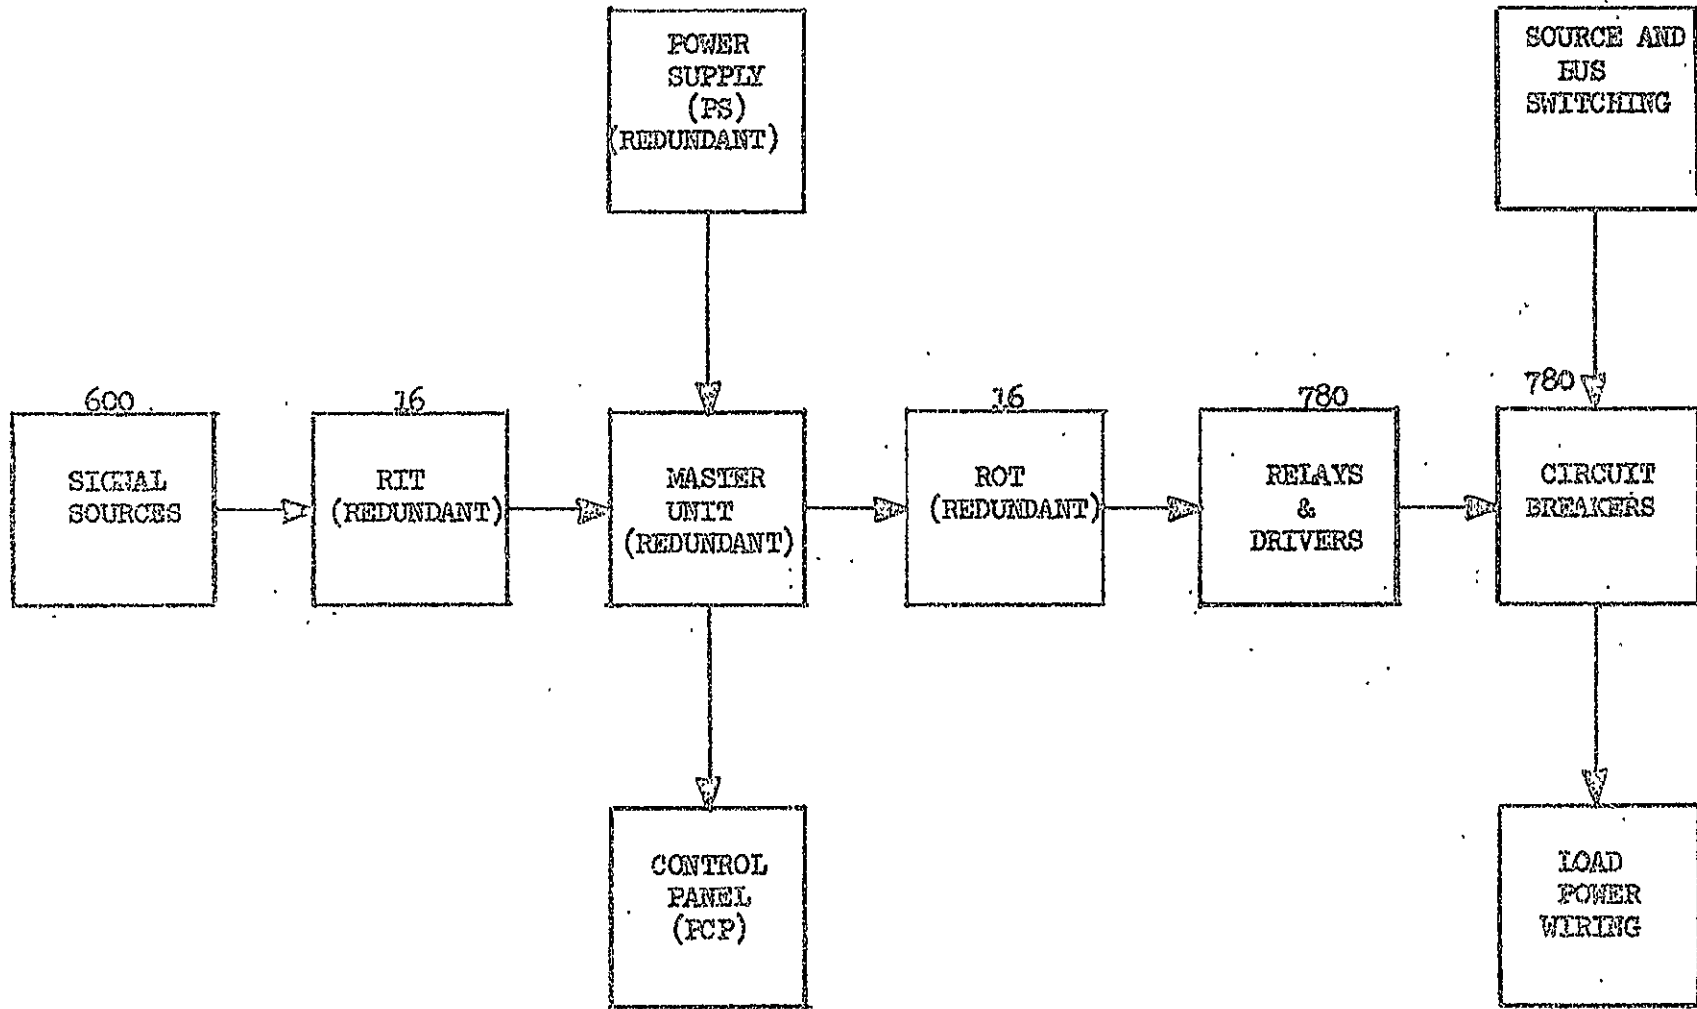 POWER
SUPPLY
(PS)
(REDUNDANT)
SOURCE AND
BUS
SWITCHING
600
SIGNAL
SOURCES
16
RIT
(REDUNDANT)
MASTER
UNIT
(REDUNDANT)
16
ROT
(REDUNDANT)
780
RELAYS
&
DRIVERS
780
CIRCUIT
BREAKERS
CONTROL
PANEL
(PCP)
LOAD
POWER
WIRING